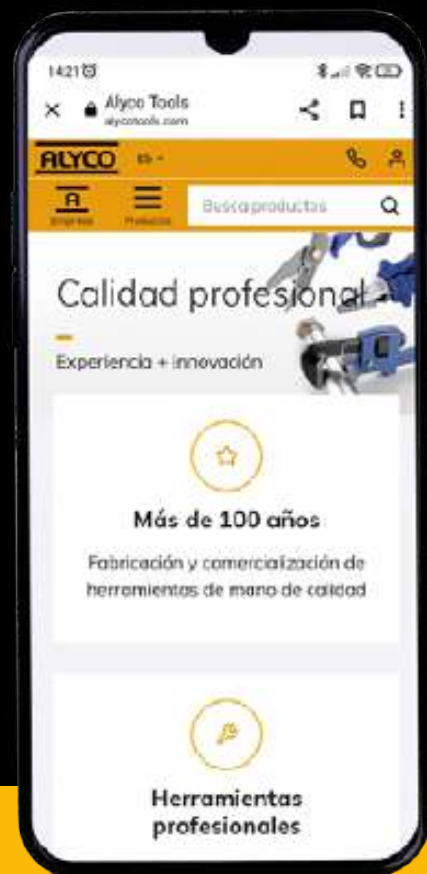 14:21
Alyco Tools
alycotools.com
ALYCO ES
Empresa Productos Busca productos
Calidad profesional
Experiencia + innovación
Más de 100 años
Fabricación y comercialización de
herramientas de mano de calidad
Herramientas
profesionales